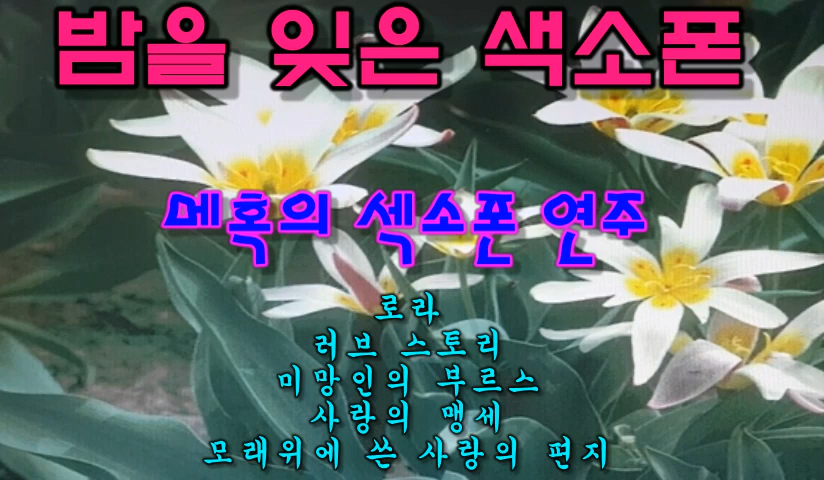 밤을 잊은 색소폰
메혹의 섹소폰 연주
로라
러브 스토리
미망인의 부르스
사랑의 맹세
모래위에 쓴 사랑의 편지